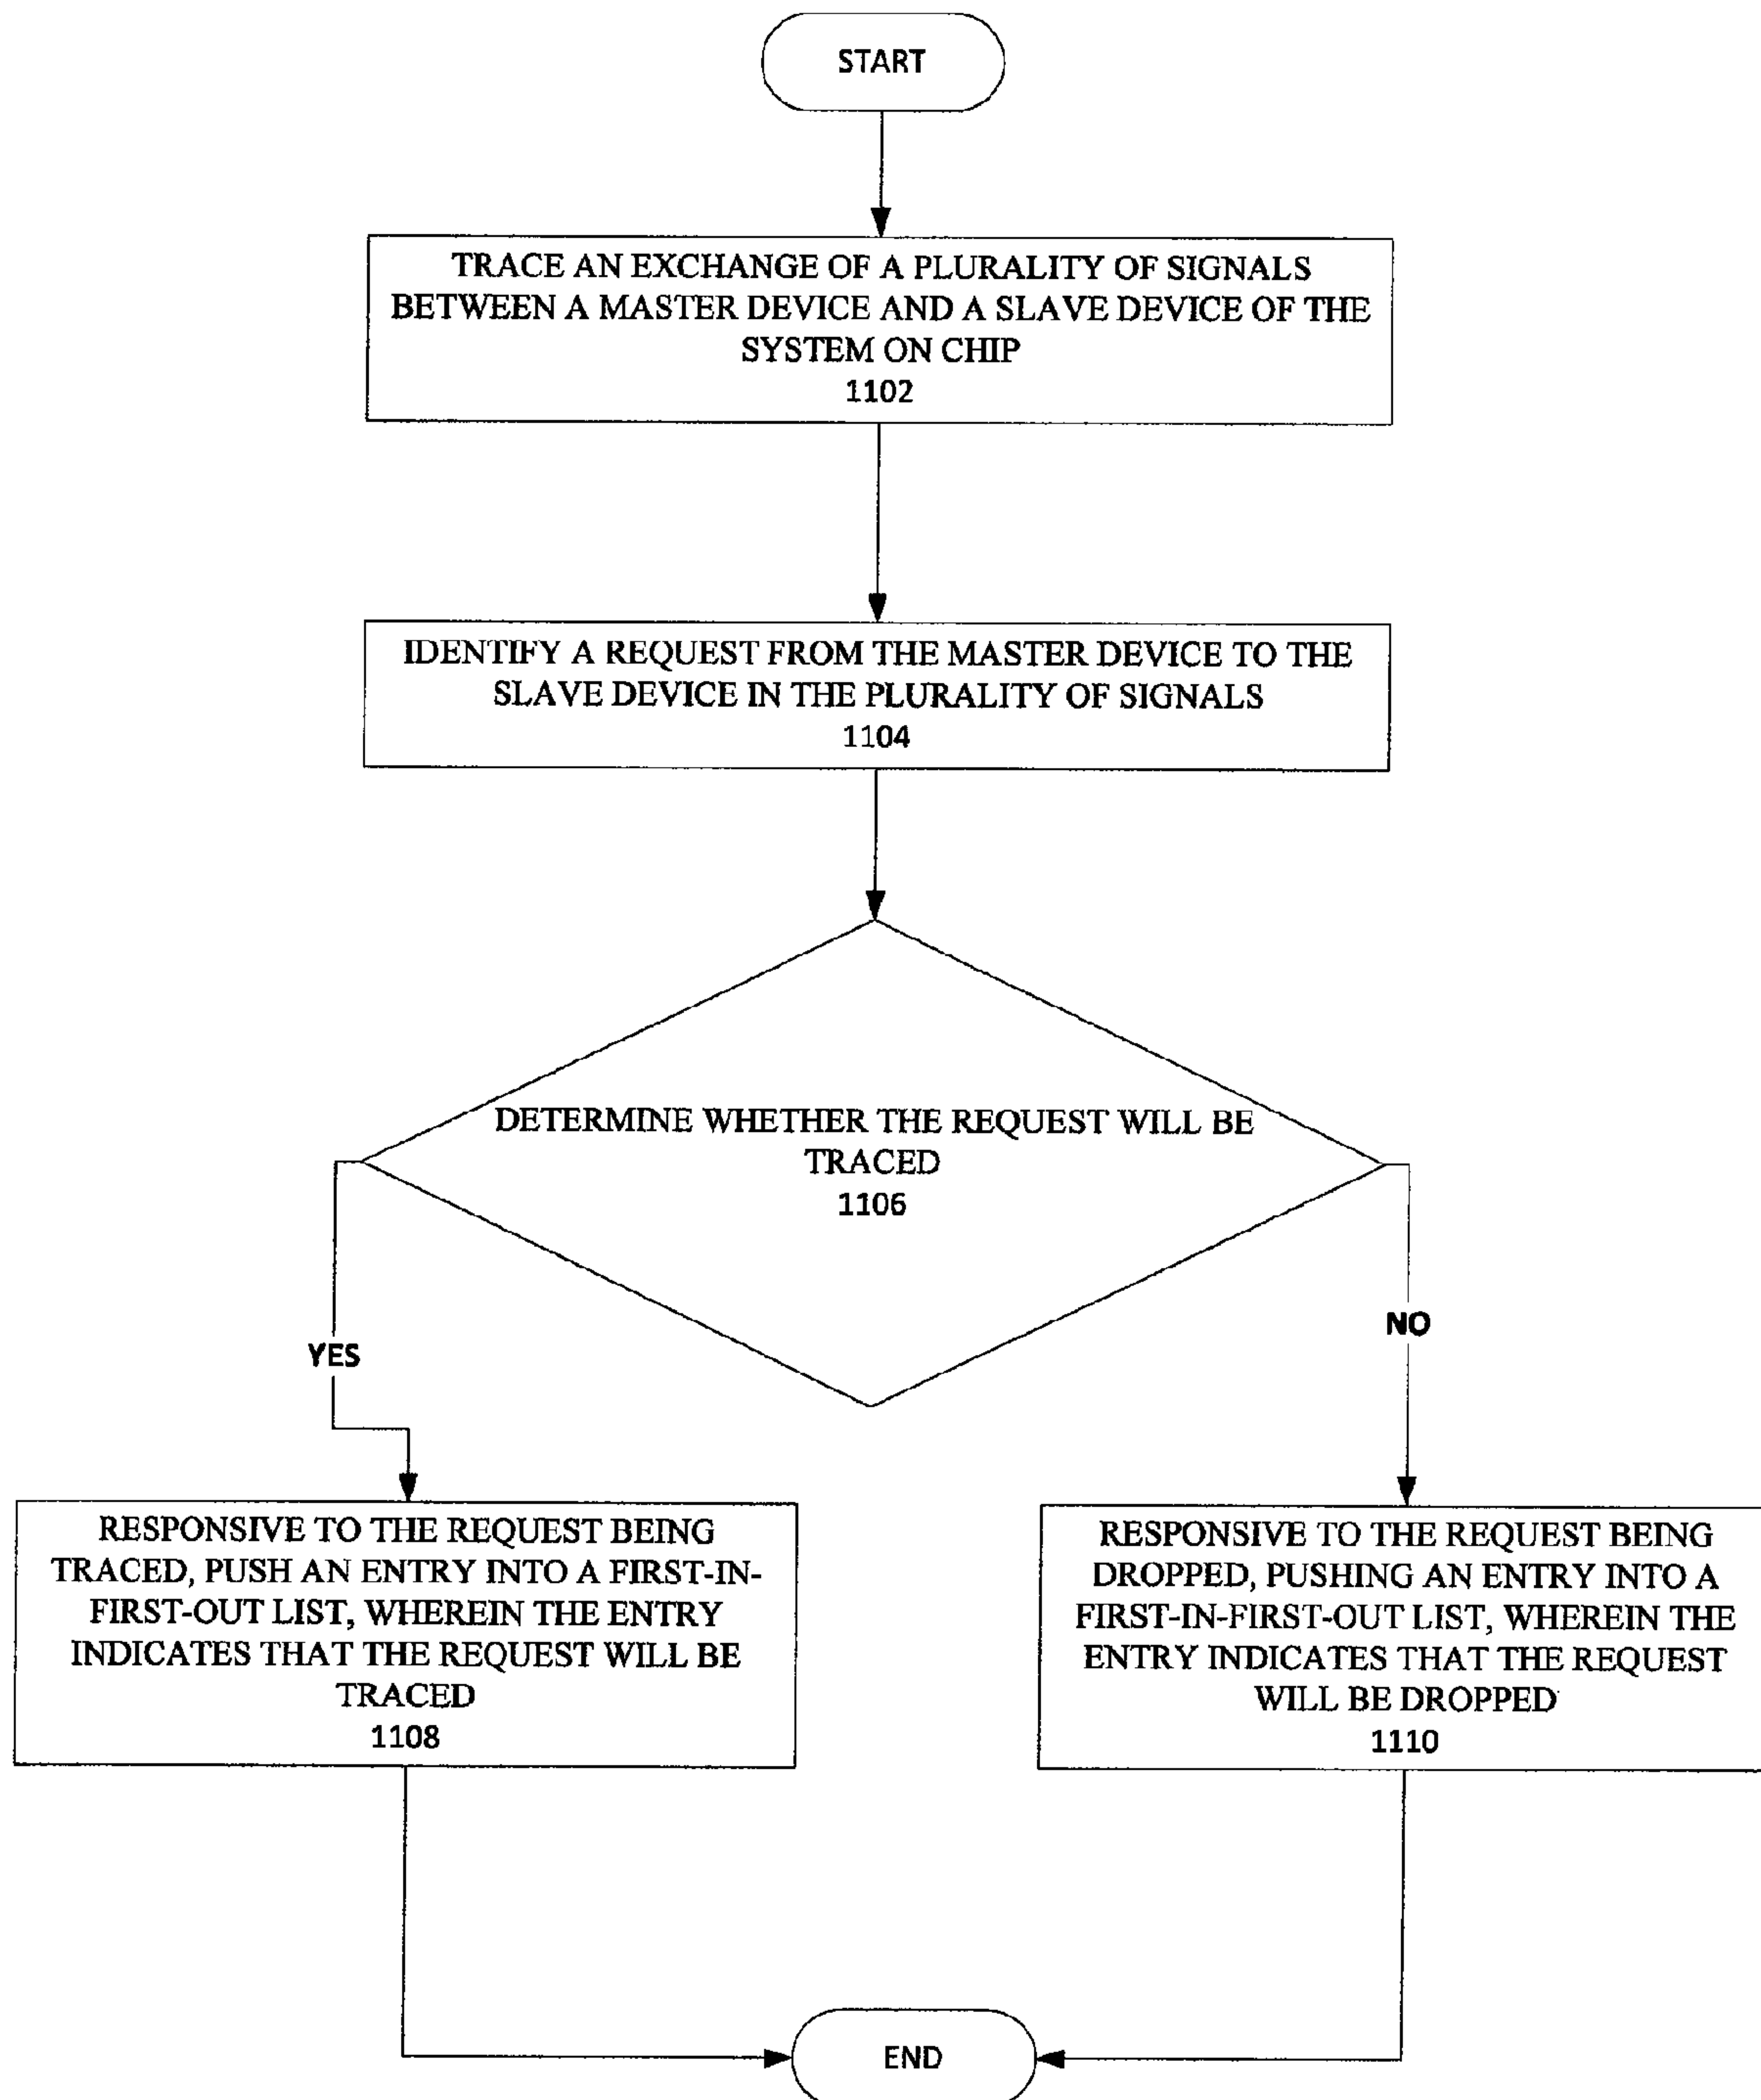 START
TRACE AN EXCHANGE OF A PLURALITY OF SIGNALS
BETWEEN A MASTER DEVICE AND A SLAVE DEVICE OF THE
SYSTEM ON CHIP
1102
IDENTIFY A REQUEST FROM THE MASTER DEVICE TO THE
SLAVE DEVICE IN THE PLURALITY OF SIGNALS
1104
DETERMINE WHETHER THE REQUEST WILL BE
TRACED
1106
YES
NO
RESPONSIVE TO THE REQUEST BEING
TRACED, PUSH AN ENTRY INTO A FIRST-IN-
FIRST-OUT LIST, WHEREIN THE ENTRY
INDICATES THAT THE REQUEST WILL BE
TRACED
1108
RESPONSIVE TO THE REQUEST BEING
DROPPED, PUSHING AN ENTRY INTO A
FIRST-IN-FIRST-OUT LIST, WHEREIN THE
ENTRY INDICATES THAT THE REQUEST
WILL BE DROPPED
1110
END